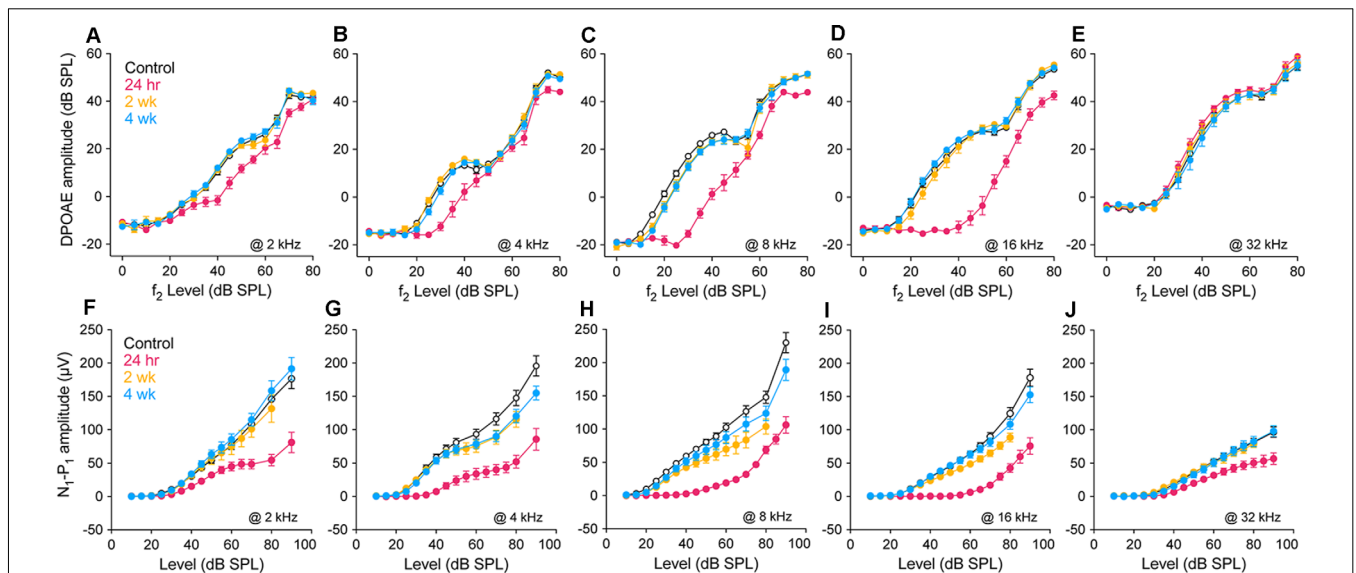 A
B
C
D
E
DPOAE amplitude (dB SPL)
60
40
20
0
-20
Control
24 hr
2 wk
4 wk
@ 2 kHz
0 20 40 60 80
f2 Level (dB SPL)
60
40
20
0
-20
@ 4 kHz
0 20 40 60 80
f2 Level (dB SPL)
60
40
20
0
-20
@ 8 kHz
0 20 40 60 80
f2 Level (dB SPL)
60
40
20
0
-20
@ 16 kHz
0 20 40 60 80
f2 Level (dB SPL)
60
40
20
0
-20
@ 32 kHz
0 20 40 60 80
f2 Level (dB SPL)
F
G
H
I
J
N1-P1 amplitude (µV)
250
200
150
100
50
0
-50
Control
24 hr
2 wk
4 wk
@ 2 kHz
0 20 40 60 80 100
Level (dB SPL)
250
200
150
100
50
0
-50
@ 4 kHz
0 20 40 60 80 100
Level (dB SPL)
250
200
150
100
50
0
-50
@ 8 kHz
0 20 40 60 80 100
Level (dB SPL)
250
200
150
100
50
0
-50
@ 16 kHz
0 20 40 60 80 100
Level (dB SPL)
250
200
150
100
50
0
-50
@ 32 kHz
0 20 40 60 80 100
Level (dB SPL)